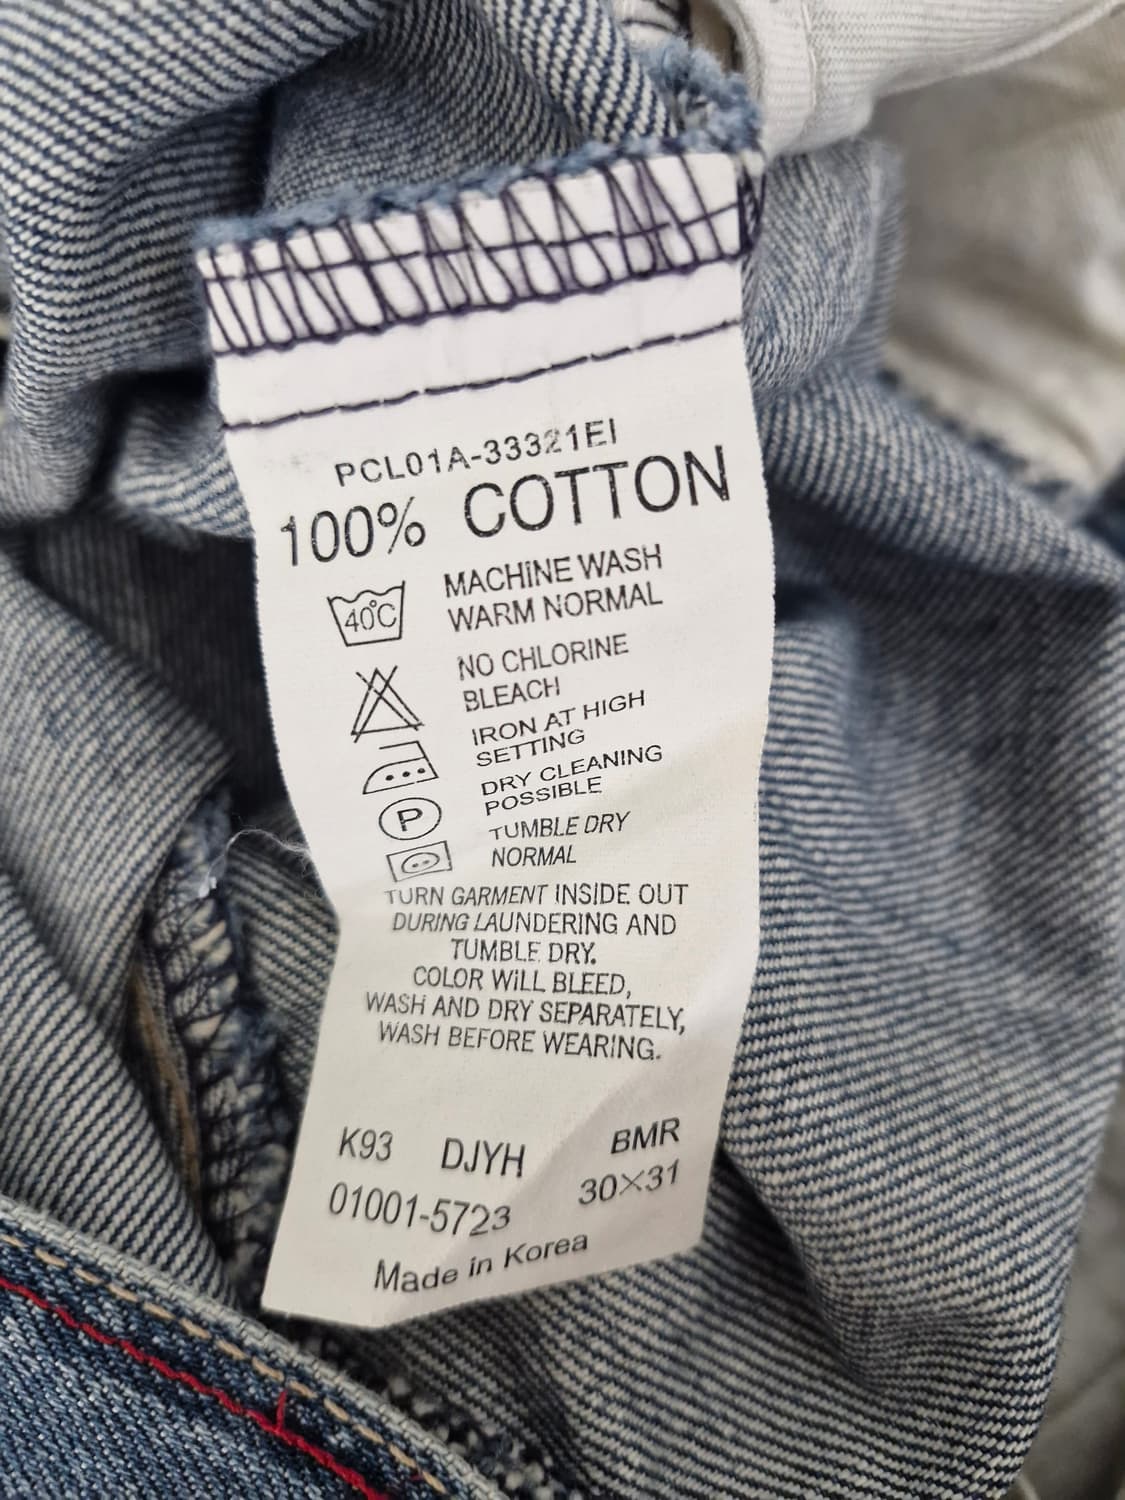 PCL01A-33321EI
100% COTTON
40°C MACHINE WASH
WARM NORMAL
NO CHLORINE
BLEACH
IRON AT HIGH
SETTING
P DRY CLEANING
POSSIBLE
TUMBLE DRY
NORMAL
TURN GARMENT INSIDE OUT
DURING LAUNDERING AND
TUMBLE DRY.
COLOR WILL BLEED,
WASH AND DRY SEPARATELY,
WASH BEFORE WEARING.
K93 DJYH BMR
01001-5723 30×31
Made in Korea